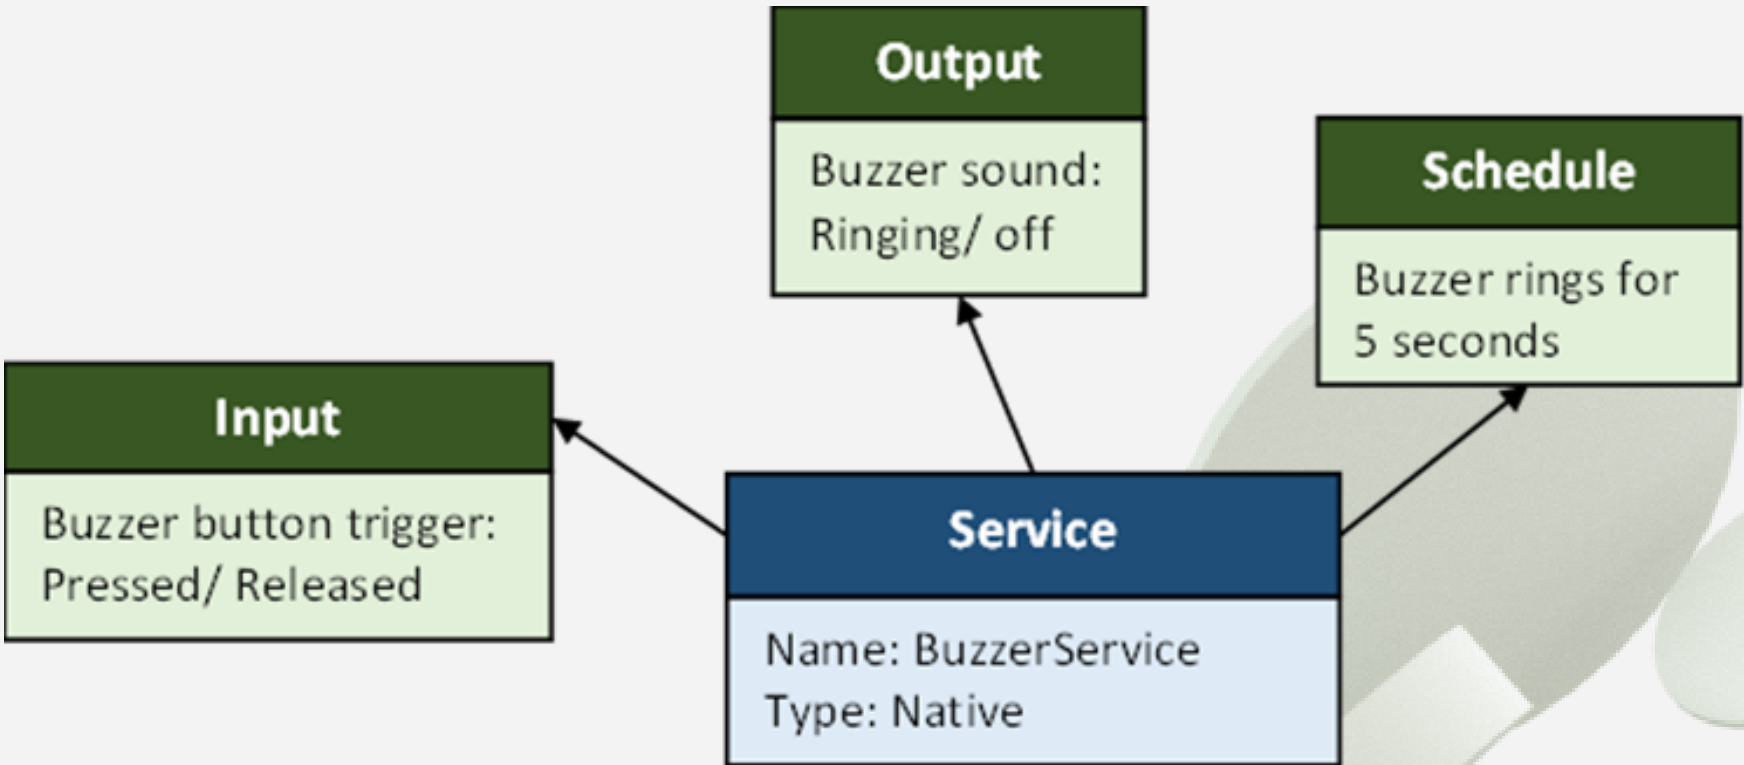 Output
Buzzer sound:
Ringing/ off
Schedule
Buzzer rings for
5 seconds
Input
Buzzer button trigger:
Pressed/ Released
Service
Name: BuzzerService
Type: Native